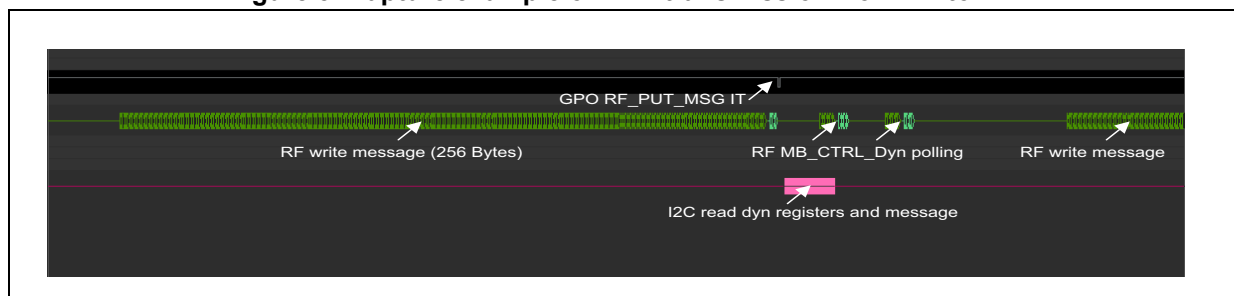 GPO RF_PUT_MSG IT
RF write message (256 Bytes)
RF MB_CTRL_Dyn polling
RF write message
I2C read dyn registers and message